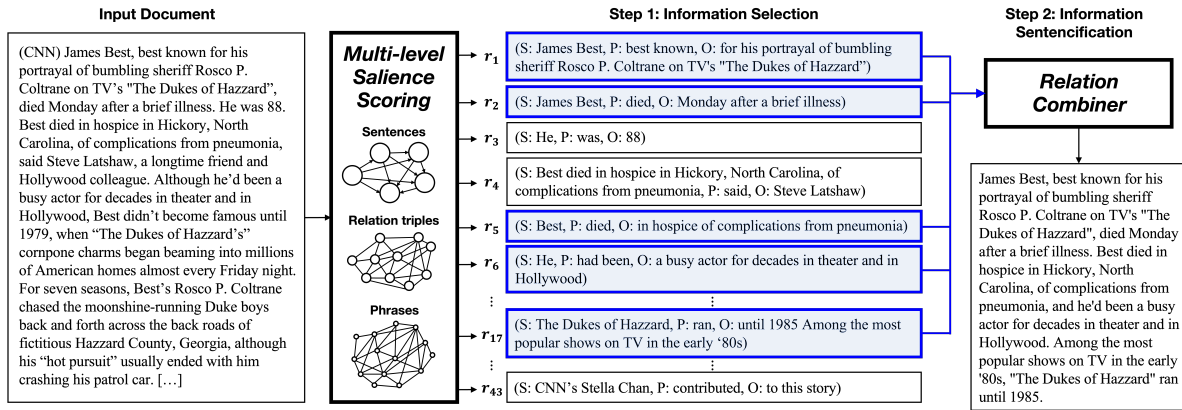 Input Document
(CNN) James Best, best known for his
portrayal of bumbling sheriff Rosco P.
Coltrane on TV's "The Dukes of Hazzard”,
died Monday after a brief illness. He was 88.
Best died in hospice in Hickory, North
Carolina, of complications from pneumonia,
said Steve Latshaw, a longtime friend and
Hollywood colleague. Although he’d been a
busy actor for decades in theater and in
Hollywood, Best didn’t become famous until
1979, when “The Dukes of Hazzard’s”
cornpone charms began beaming into millions
of American homes almost every Friday night.
For seven seasons, Best’s Rosco P. Coltrane
chased the moonshine-running Duke boys
back and forth across the back roads of
fictitious Hazzard County, Georgia, although
his “hot pursuit” usually ended with him
crashing his patrol car. […]
Multi-level
Salience
Scoring
Sentences
Relation triples
Phrases
Step 1: Information Selection
r1 (S: James Best, P: best known, O: for his portrayal of bumbling
sheriff Rosco P. Coltrane on TV's "The Dukes of Hazzard”)
r2 (S: James Best, P: died, O: Monday after a brief illness)
r3 (S: He, P: was, O: 88)
r4 (S: Best died in hospice in Hickory, North Carolina, of
complications from pneumonia, P: said, O: Steve Latshaw)
r5 (S: Best, P: died, O: in hospice of complications from pneumonia)
r6 (S: He, P: had been, O: a busy actor for decades in theater and in
Hollywood)
⋮ ⋮
r17 (S: The Dukes of Hazzard, P: ran, O: until 1985 Among the most
popular shows on TV in the early ‘80s)
⋮ ⋮
r43 (S: CNN’s Stella Chan, P: contributed, O: to this story)
Step 2: Information
Sentencification
Relation
Combiner
James Best, best known for his
portrayal of bumbling sheriff
Rosco P. Coltrane on TV's "The
Dukes of Hazzard", died Monday
after a brief illness. Best died in
hospice in Hickory, North
Carolina, of complications from
pneumonia, and he'd been a busy
actor for decades in theater and in
Hollywood. Among the most
popular shows on TV in the early
'80s, "The Dukes of Hazzard" ran
until 1985.